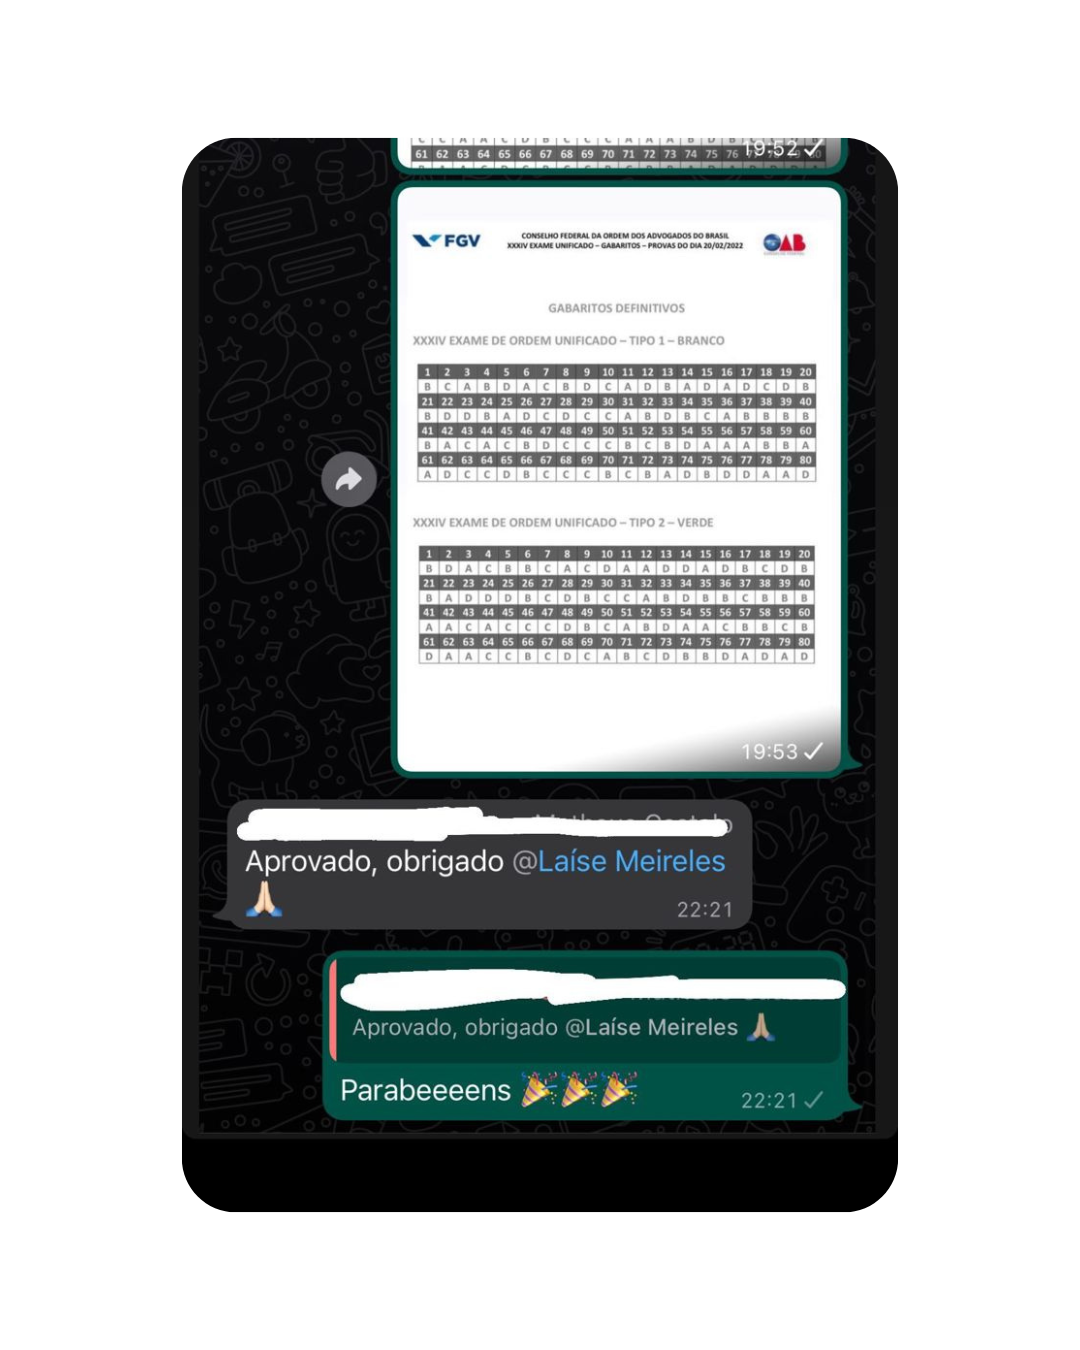 61 62 63 64 65 66 67 68 69 70 71 72 73 74 75 76
19:52
FGV
CONSELHO FEDERAL DA ORDEM DOS ADVOGADOS DO BRASIL
XXXIV EXAME UNIFICADO – GABARITOS – PROVAS DO DIA 20/02/2022
OAB
GABARITOS DEFINITIVOS
XXXIV EXAME DE ORDEM UNIFICADO – TIPO 1 – BRANCO
1 2 3 4 5 6 7 8 9 10 11 12 13 14 15 16 17 18 19 20
B C A B D A C B D C A D B A D A D C D B
21 22 23 24 25 26 27 28 29 30 31 32 33 34 35 36 37 38 39 40
B D D B A D C D C C A B D B C A B B B B
41 42 43 44 45 46 47 48 49 50 51 52 53 54 55 56 57 58 59 60
B A C A C B D C C C B C B D A A A B B A
61 62 63 64 65 66 67 68 69 70 71 72 73 74 75 76 77 78 79 80
A D C C D B C C C B C B A D B D D A A D
XXXIV EXAME DE ORDEM UNIFICADO – TIPO 2 – VERDE
1 2 3 4 5 6 7 8 9 10 11 12 13 14 15 16 17 18 19 20
B D A C B B C A C D A A D D A D B C D B
21 22 23 24 25 26 27 28 29 30 31 32 33 34 35 36 37 38 39 40
B A D D D B C D B C C A B D B B C B B B
41 42 43 44 45 46 47 48 49 50 51 52 53 54 55 56 57 58 59 60
A A C A C C C D B C A B D A A C B B C B
61 62 63 64 65 66 67 68 69 70 71 72 73 74 75 76 77 78 79 80
D A A C C B C D C A B C D B B D A D A D
19:53
Aprovado, obrigado @Laíse Meireles
22:21
Aprovado, obrigado @Laíse Meireles
Parabeeeens
22:21